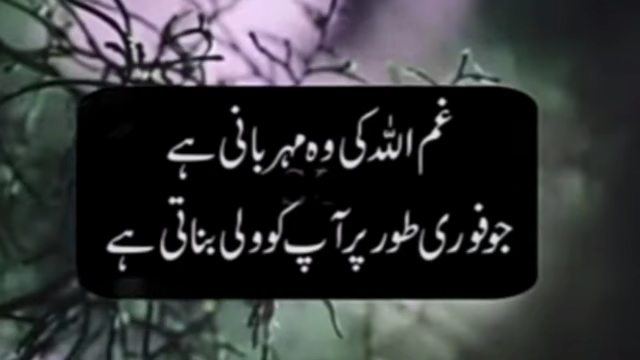 غم اللہ کی وہ مہربانی ہے
جو فوری طور پر آپ کو ولی بناتی ہے